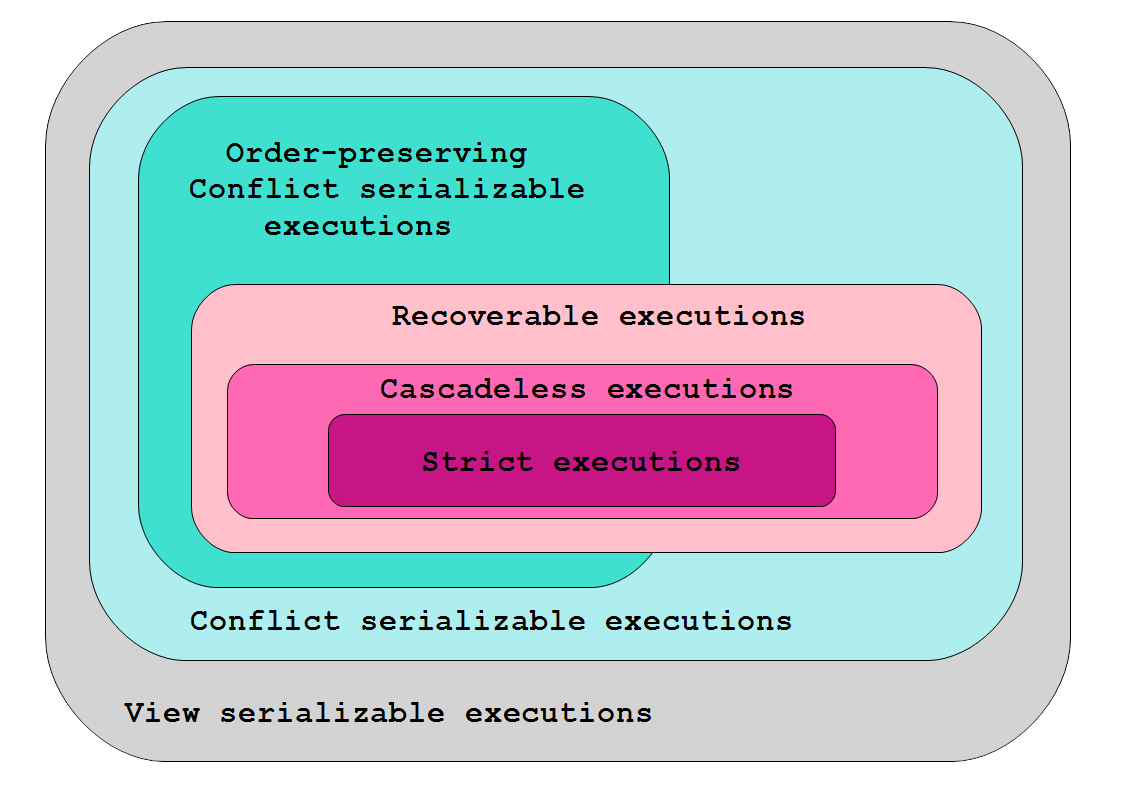 Order-preserving
Conflict serializable
executions
Recoverable executions
Cascadeless executions
Strict executions
Conflict serializable executions
View serializable executions